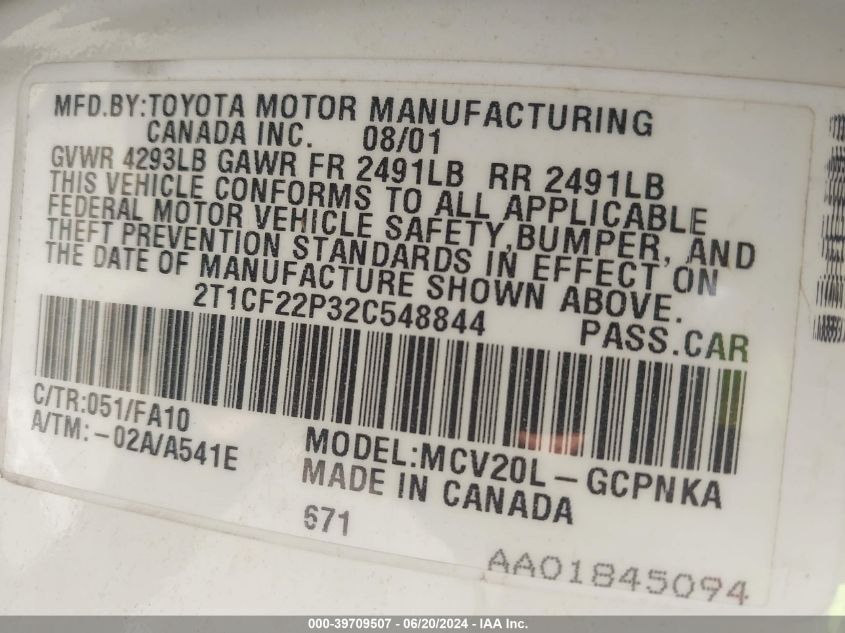 MFD.BY:TOYOTA MOTOR MANUFACTURING
CANADA INC. 08/01
GVWR 4293LB GAWR FR 2491LB RR 2491LB
THIS VEHICLE CONFORMS TO ALL APPLICABLE
FEDERAL MOTOR VEHICLE SAFETY,BUMPER, AND
THEFT PREVENTION STANDARDS IN EFFECT ON
THE DATE OF MANUFACTURE SHOWN ABOVE.
2T1CF22P32C548844 PASS.CAR
C/TR:051/FA10
A/TM:-02A/A541E
MODEL:MCV20L-GCPNKA
MADE IN CANADA
671
AA01845094
000-39709507 - 06/20/2024 - IAA Inc.